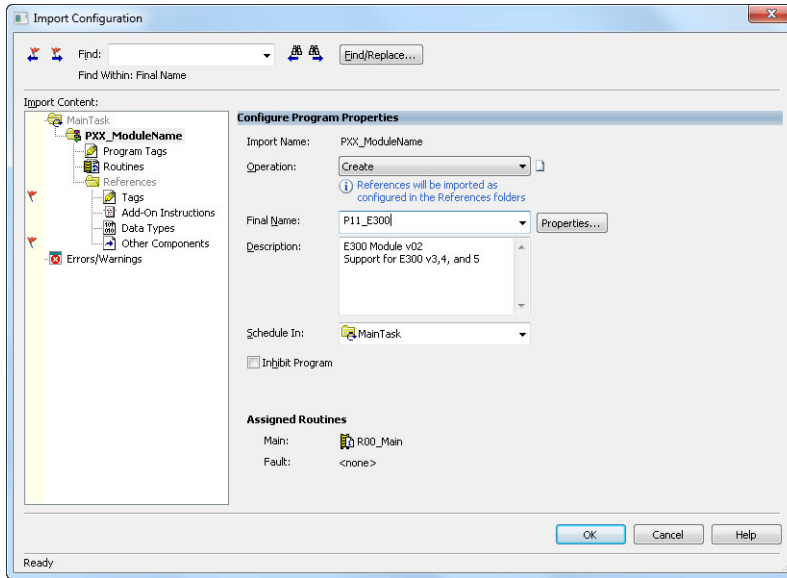 Import Configuration
Find:
Find/Replace...
Find Within: Final Name
Import Content:
MainTask
PXX_ModuleName
Program Tags
Routines
References
Tags
Add-On Instructions
Data Types
Other Components
Errors/Warnings
Configure Program Properties
Import Name: PXX_ModuleName
Operation: Create
References will be imported as
configured in the References folders
Final Name: P11_E300 Properties...
Description: E300 Module v02
Support for E300 v3,4, and 5
Schedule In: MainTask
Inhibit Program
Assigned Routines
Main: R00_Main
Fault: <none>
OK Cancel Help
Ready